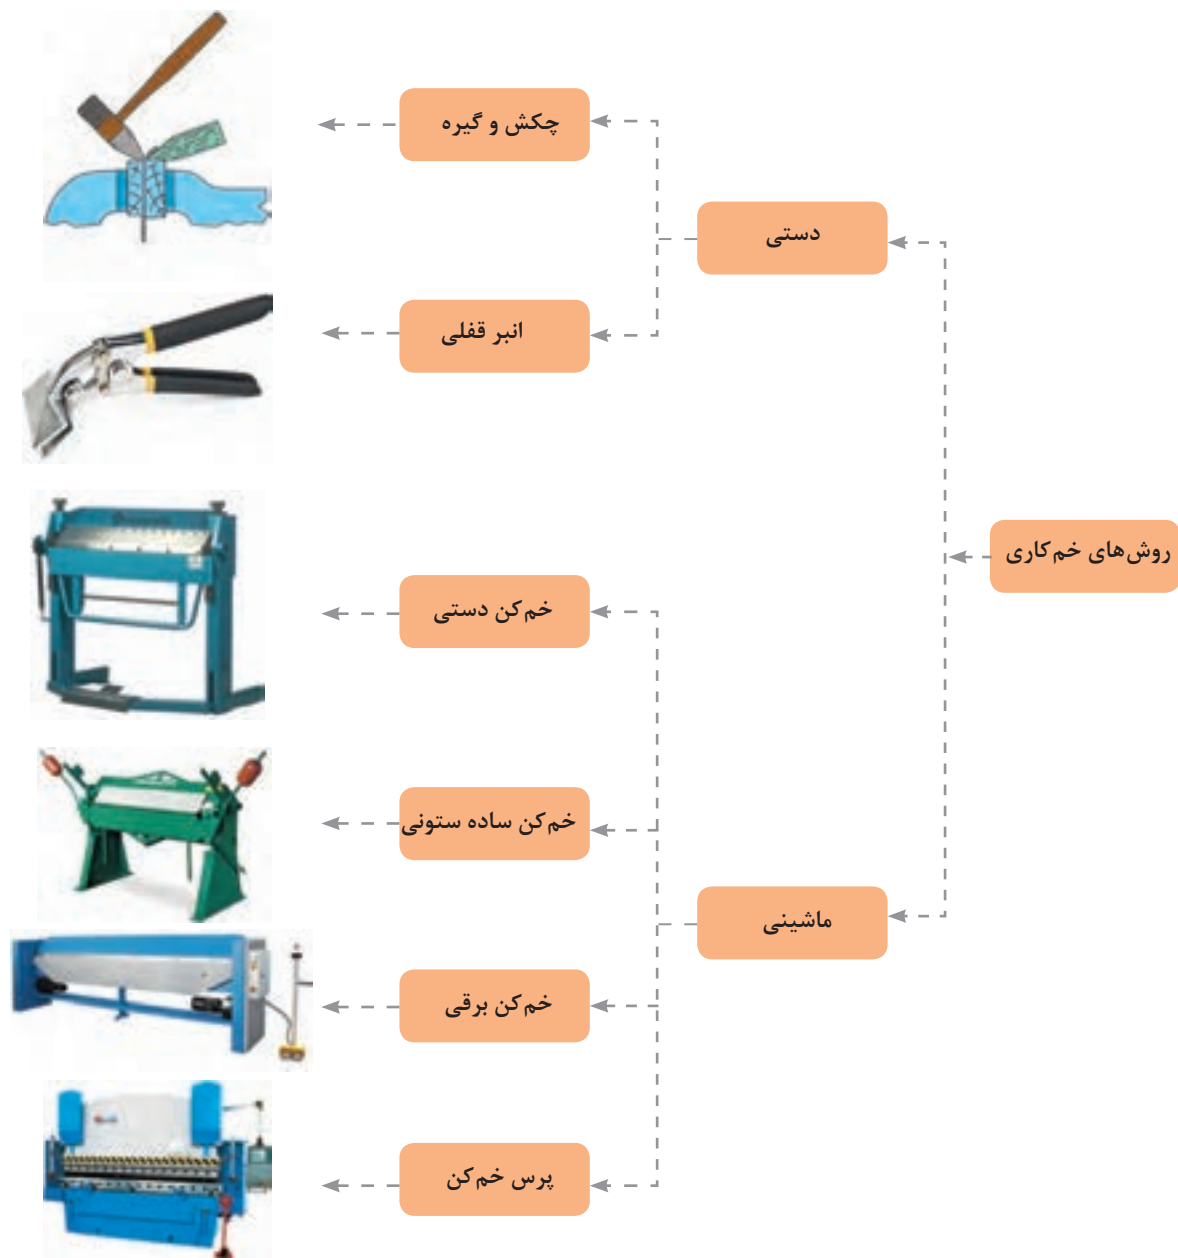 روش‌های خم‌کاری
دستی
چکش و گیره
انبر قفلی
ماشینی
خم‌کن دستی
خم‌کن ساده ستونی
خم‌کن برقی
پرس خم‌کن